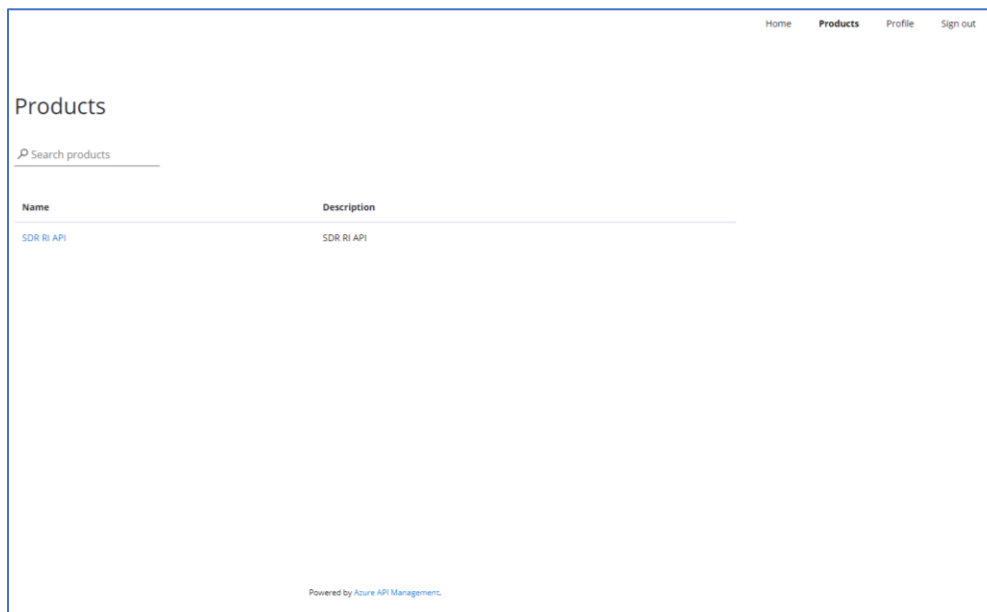 Home Products Profile Sign out
Products
Search products
Name Description
SDR RI API SDR RI API
Powered by Azure API Management.